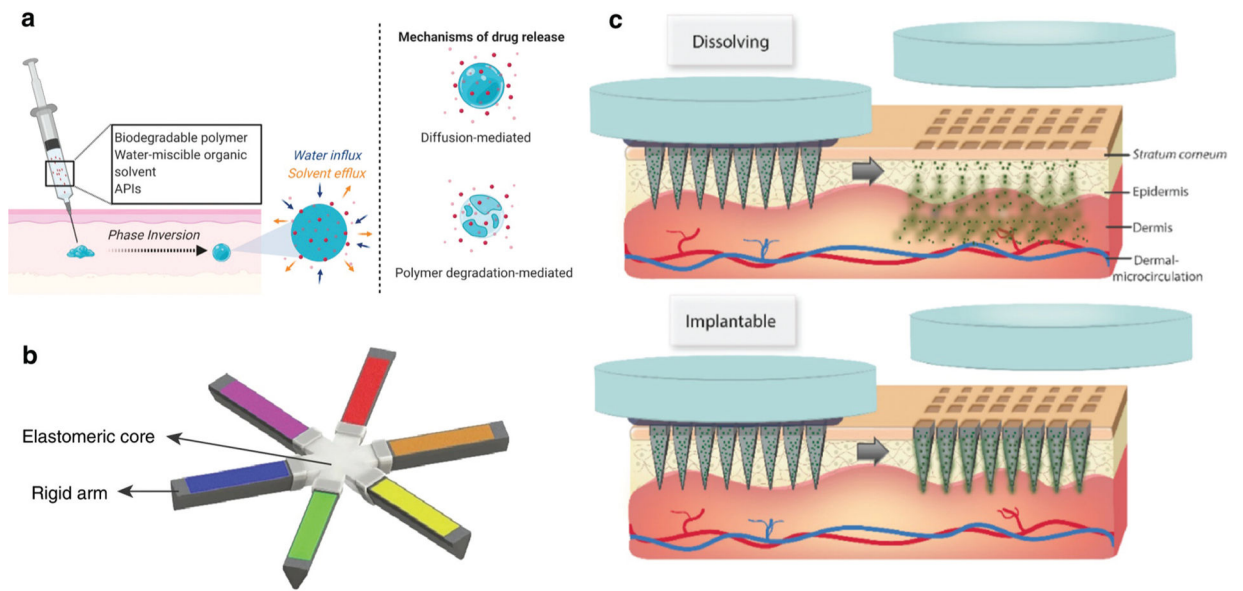 a
Biodegradable polymer
Water-miscible organic
solvent
APIs
Phase Inversion
Water influx
Solvent efflux
Mechanisms of drug release
Diffusion-mediated
Polymer degradation-mediated
b
Elastomeric core
Rigid arm
c
Dissolving
Stratum corneum
Epidermis
Dermis
Dermal-
microcirculation
Implantable